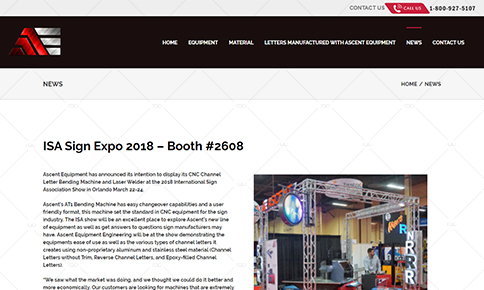 CONTACT US CALL US 1-800-927-5107
AE
HOME EQUIPMENT MATERIAL LETTERS MANUFACTURED WITH ASCENT EQUIPMENT NEWS CONTACT US
NEWS HOME / NEWS
ISA Sign Expo 2018 – Booth #2608
Ascent Equipment has announced its intention to display its CNC Channel
Letter Bending Machine and Laser Welder at the 2018 International Sign
Association Show in Orlando March 22-24.
Ascent's AT1 Bending Machine has easy changeover capabilities and a user
friendly format, this machine set the standard in CNC equipment for the sign
industry. The ISA show will be an excellent place to explore Ascent's new line
of equipment as well as get answers to questions sign manufacturers may
have. Ascent Equipment Engineering will be at the show demonstrating the
equipments ease of use as well as the various types of channel letters it
creates using non-proprietary aluminum and stainless steel material (Channel
Letters without Trim, Reverse Channel Letters, and Epoxy-filled Channel
Letters).
"We saw what the market was doing, and we thought we could do it better and
more economically. Our customers are looking for machines that are extremely